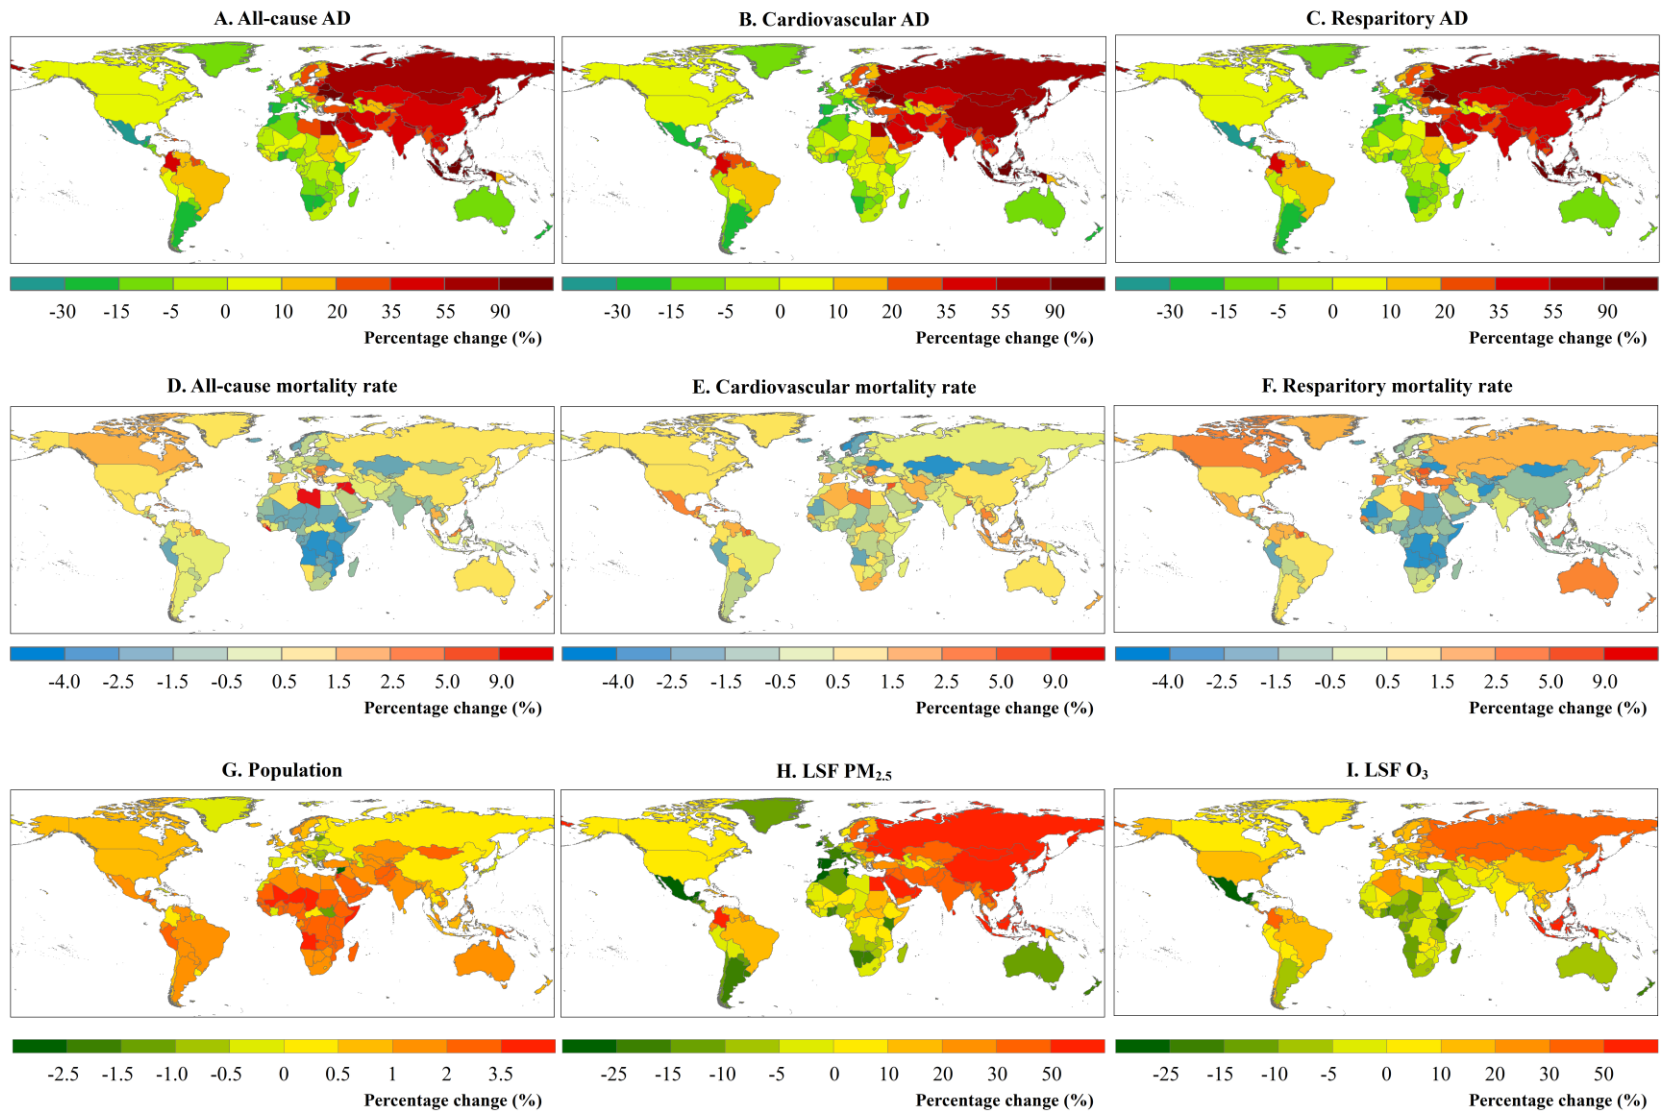 A. All-cause AD
B. Cardiovascular AD
C. Resparitory AD
-30 -15 -5 0 10 20 35 55 90
-30 -15 -5 0 10 20 35 55 90
-30 -15 -5 0 10 20 35 55 90
Percentage change (%)
Percentage change (%)
Percentage change (%)
D. All-cause mortality rate
E. Cardiovascular mortality rate
F. Resparitory mortality rate
-4.0 -2.5 -1.5 -0.5 0.5 1.5 2.5 5.0 9.0
-4.0 -2.5 -1.5 -0.5 0.5 1.5 2.5 5.0 9.0
-4.0 -2.5 -1.5 -0.5 0.5 1.5 2.5 5.0 9.0
Percentage change (%)
Percentage change (%)
Percentage change (%)
G. Population
H. LSF PM2.5
I. LSF O3
-2.5 -1.5 -1.0 -0.5 0 0.5 1 2 3.5
-25 -15 -10 -5 0 10 20 30 50
-25 -15 -10 -5 0 10 20 30 50
Percentage change (%)
Percentage change (%)
Percentage change (%)